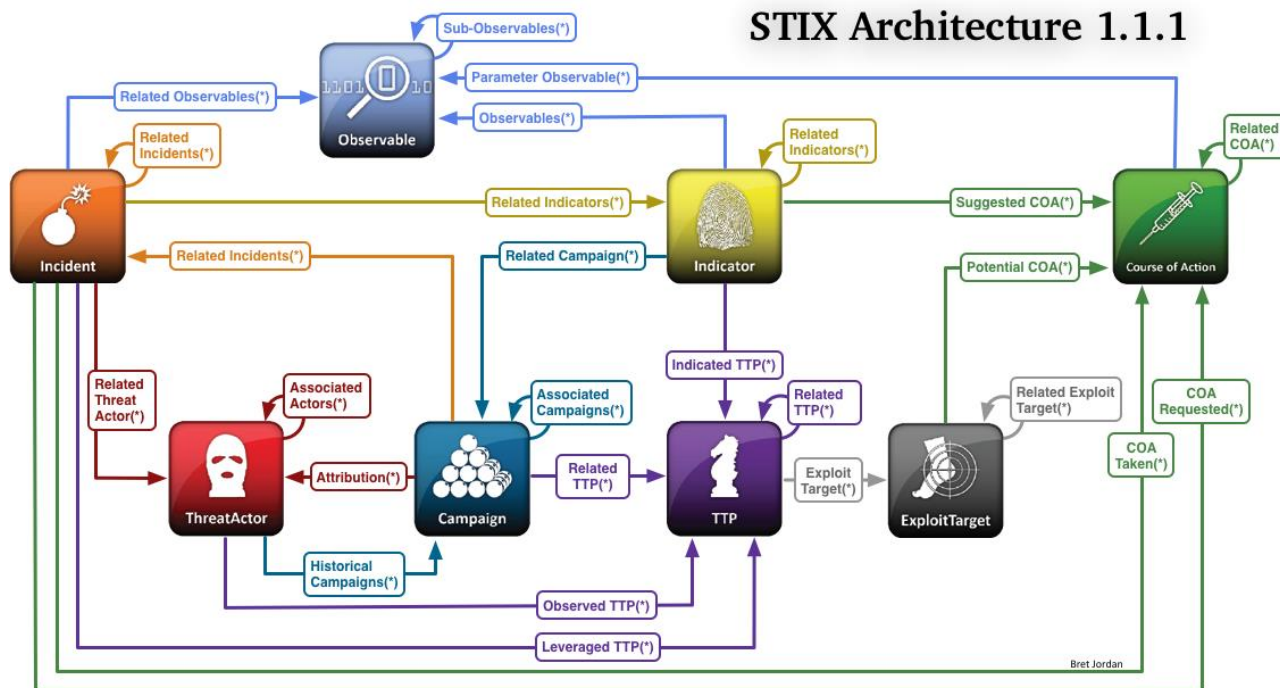 STIX Architecture 1.1.1
Sub-Observables(*)
1101 0 10
Observable
Parameter Observable(*)
Related Observables(*)
Observables(*)
Related
Incidents(*)
Related
Indicators(*)
Related
COA(*)
Incident
Related Indicators(*)
Indicator
Suggested COA(*)
Course of Action
Related Incidents(*)
Related Campaign(*)
Potential COA(*)
Indicated TTP(*)
Related
Threat
Actor(*)
Associated
Actors(*)
Associated
Campaigns(*)
Related
TTP(*)
Related Exploit
Target(*)
COA
Requested(*)
COA
Taken(*)
ThreatActor
Attribution(*)
Campaign
Related
TTP(*)
TTP
Exploit
Target(*)
ExploitTarget
Historical
Campaigns(*)
Observed TTP(*)
Leveraged TTP(*)
Bret Jordan